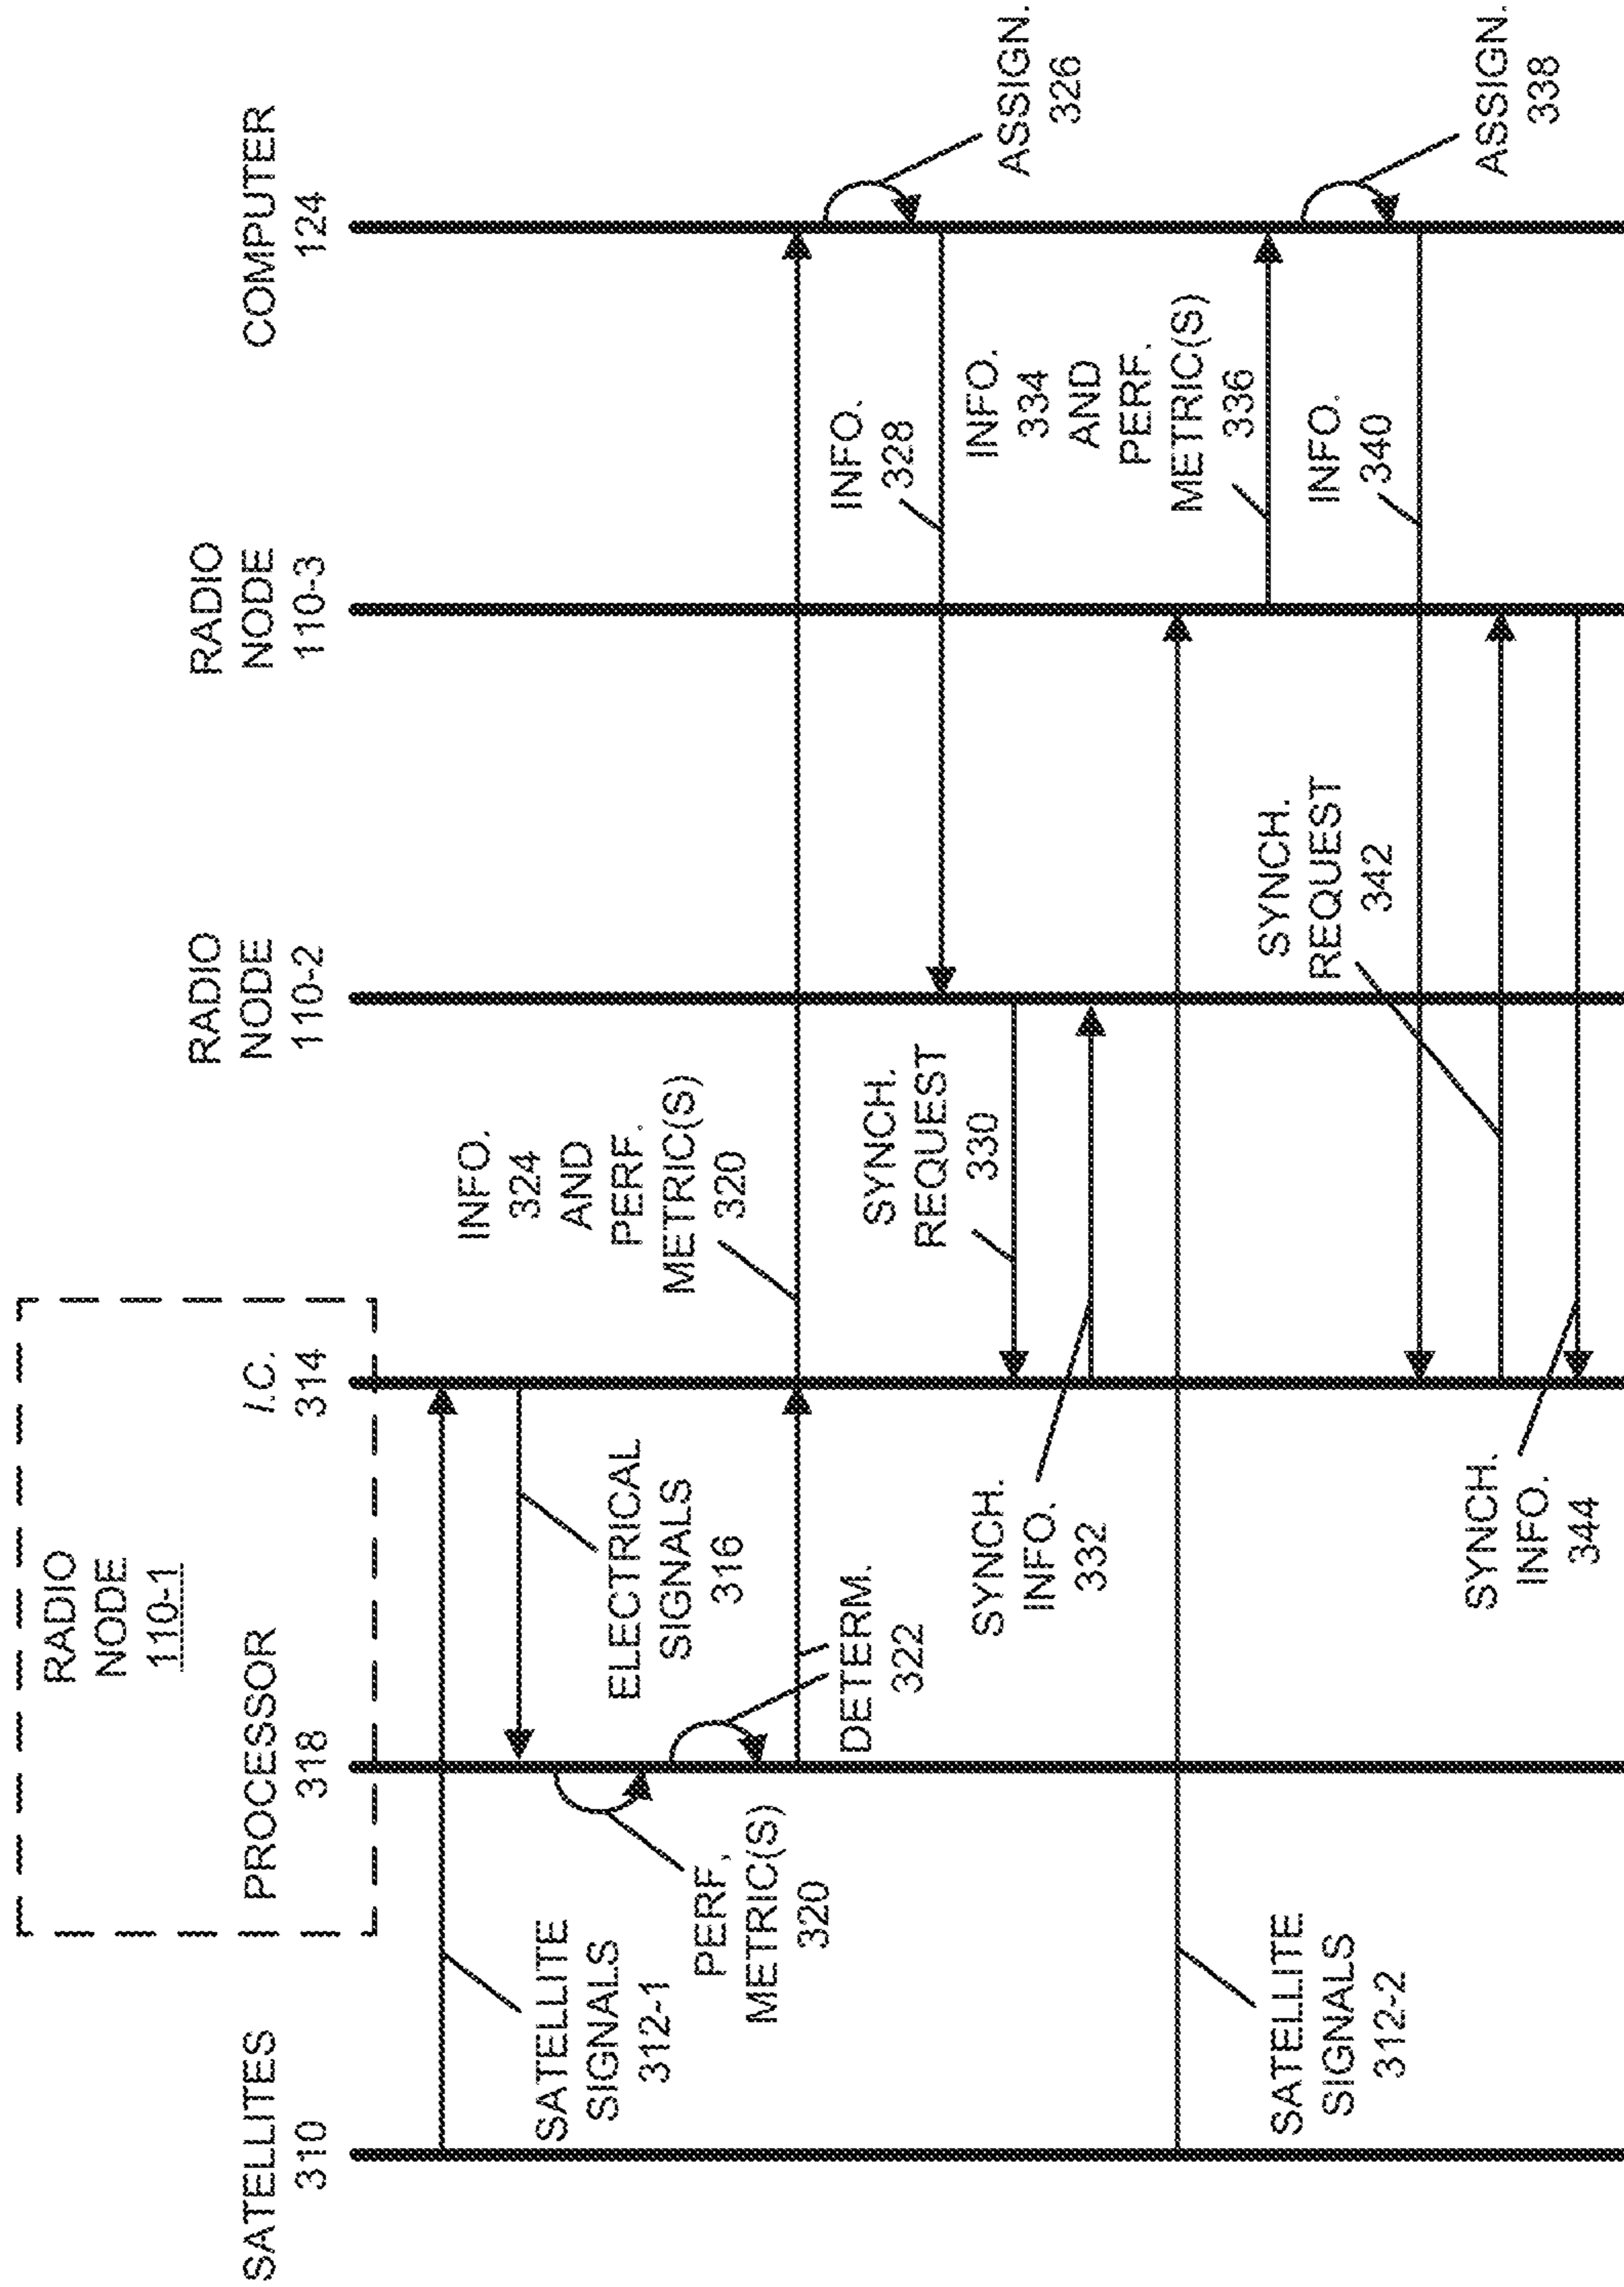 RADIO
NODE
110-1
SATELLITES
310
PROCESSOR
318
I.C.
314
RADIO
NODE
110-2
RADIO
NODE
110-3
COMPUTER
124
SATELLITE
SIGNALS
312-1
ELECTRICAL
SIGNALS
316
PERF.
METRIC(S)
320
DETERM.
322
INFO.
324
AND
PERF.
METRIC(S)
320
ASSIGN.
326
INFO.
328
SYNCH.
REQUEST
330
SYNCH.
INFO.
332
SATELLITE
SIGNALS
312-2
INFO.
334
AND
PERF.
METRIC(S)
336
ASSIGN.
338
INFO.
340
SYNCH.
REQUEST
342
SYNCH.
INFO.
344